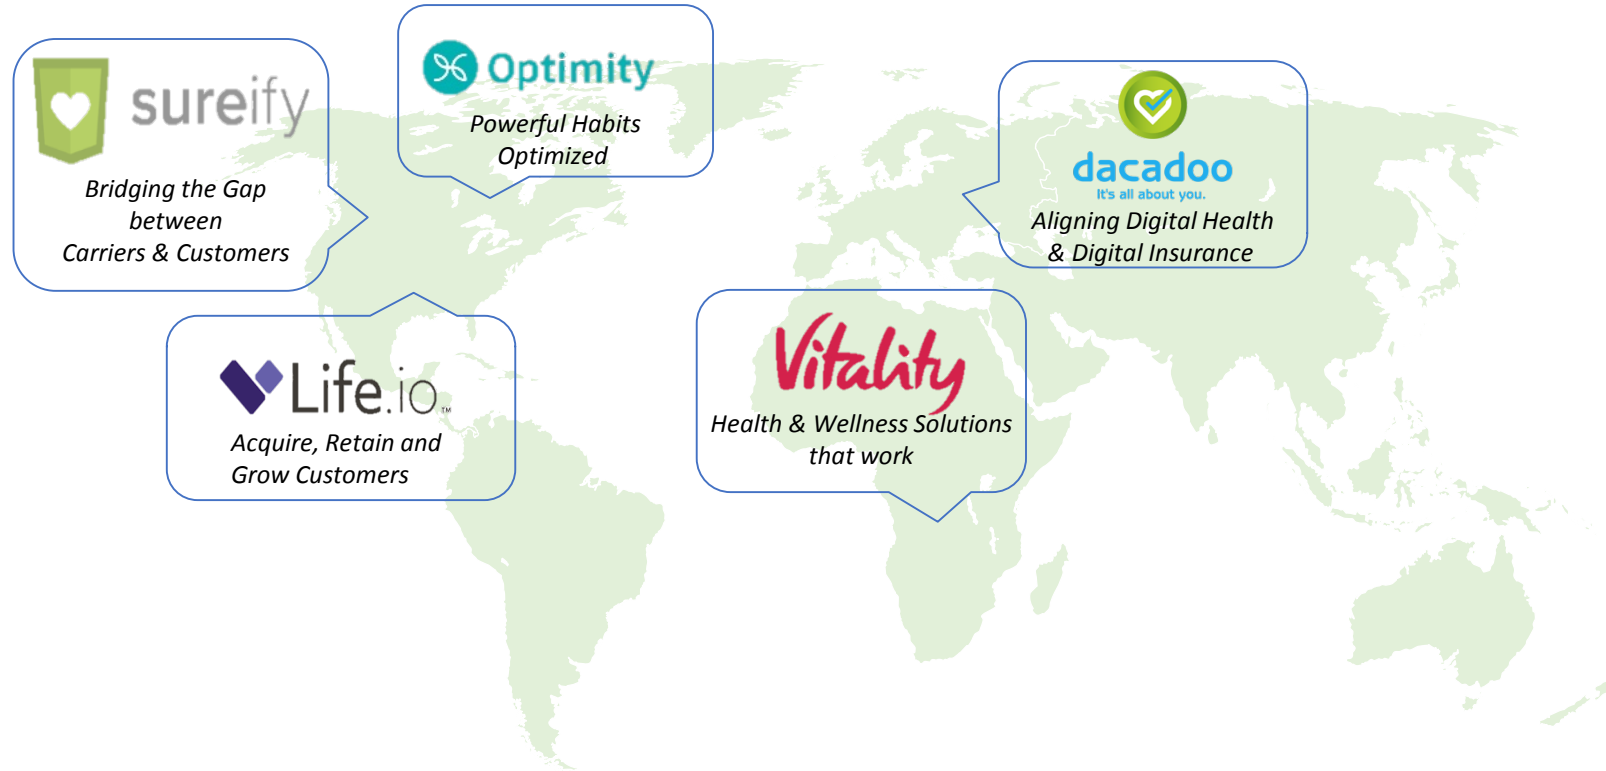 sureify
Bridging the Gap
between
Carriers & Customers
Optimity
Powerful Habits
Optimized
dacadoo
It's all about you.
Aligning Digital Health
& Digital Insurance
Life.io™
Acquire, Retain and
Grow Customers
Vitality
Health & Wellness Solutions
that work